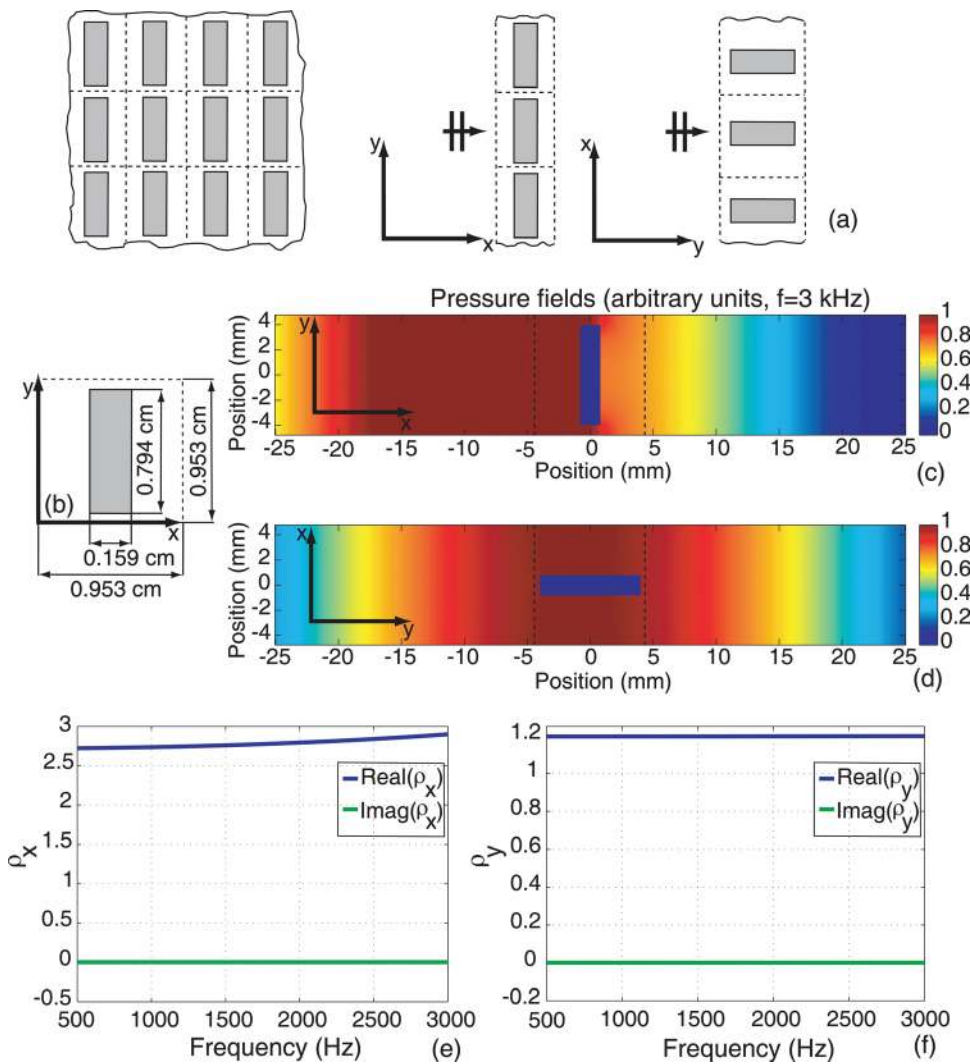 y
x
x
y
(a)
Pressure fields (arbitrary units, f=3 kHz)
Position (mm)
4
2
0
-2
-4
y
x
-25 -20 -15 -10 -5 0 5 10 15 20 25
Position (mm)
1
0.8
0.6
0.4
0.2
0
(c)
y
(b)
x
0.794 cm
0.953 cm
0.159 cm
0.953 cm
Position (mm)
4
2
0
-2
-4
x
y
-25 -20 -15 -10 -5 0 5 10 15 20 25
Position (mm)
1
0.8
0.6
0.4
0.2
0
(d)
ρx
3
2.5
2
1.5
1
0.5
0
-0.5
Real(ρx)
Imag(ρx)
500 1000 1500 2000 2500 3000
Frequency (Hz)
(e)
ρy
1.2
1
0.8
0.6
0.4
0.2
0
-0.2
Real(ρy)
Imag(ρy)
500 1000 1500 2000 2500 3000
Frequency (Hz)
(f)